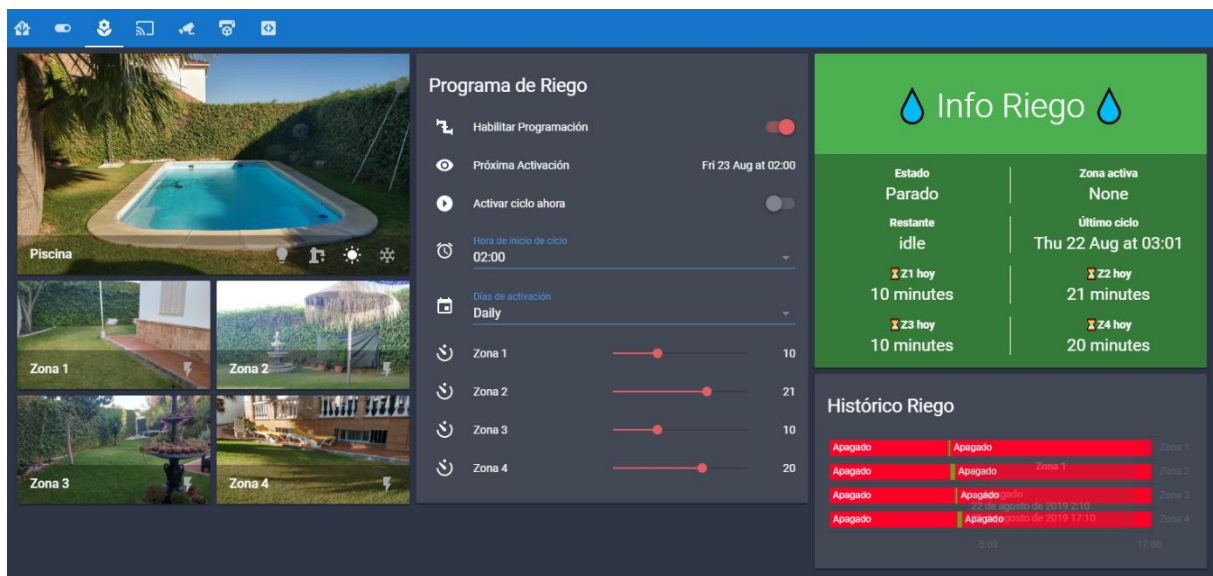 Piscina
Zona 1
Zona 2
Zona 3
Zona 4
Programa de Riego
Habilitar Programación
Próxima Activación Fri 23 Aug at 02:00
Activar ciclo ahora
Hora de inicio de ciclo
02:00
Días de activación
Daily
Zona 1 10
Zona 2 21
Zona 3 10
Zona 4 20
Info Riego
Estado Zona activa
Parado None
Restante Último ciclo
idle Thu 22 Aug at 03:01
Z1 hoy Z2 hoy
10 minutes 21 minutes
Z3 hoy Z4 hoy
10 minutes 20 minutes
Histórico Riego
Apagado Apagado Zona 1
Apagado Apagado Zona 1 Zona 2
Apagado Apagado Zona 3
22 de agosto de 2019 2:10
Apagado Apagado agosto de 2019 17:10 Zona 4
5:00 17:00